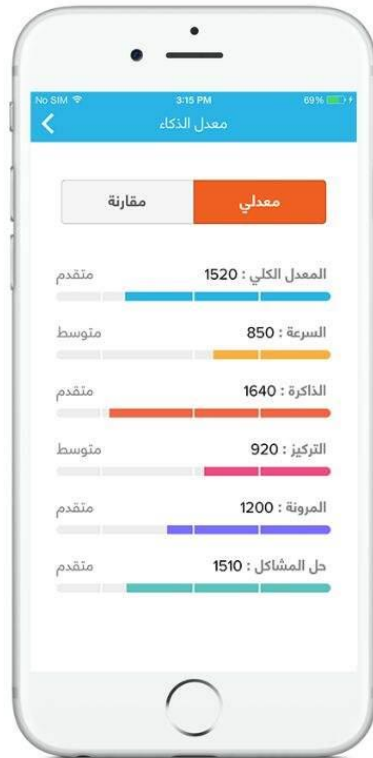 No SIM 3:15 PM 69%
معدل الذكاء
معدلي مقارنة
المعدل الكلي : 1520 متقدم
السرعة : 850 متوسط
الذاكرة : 1640 متقدم
التركيز : 920 متوسط
المرونة : 1200 متقدم
حل المشاكل : 1510 متقدم